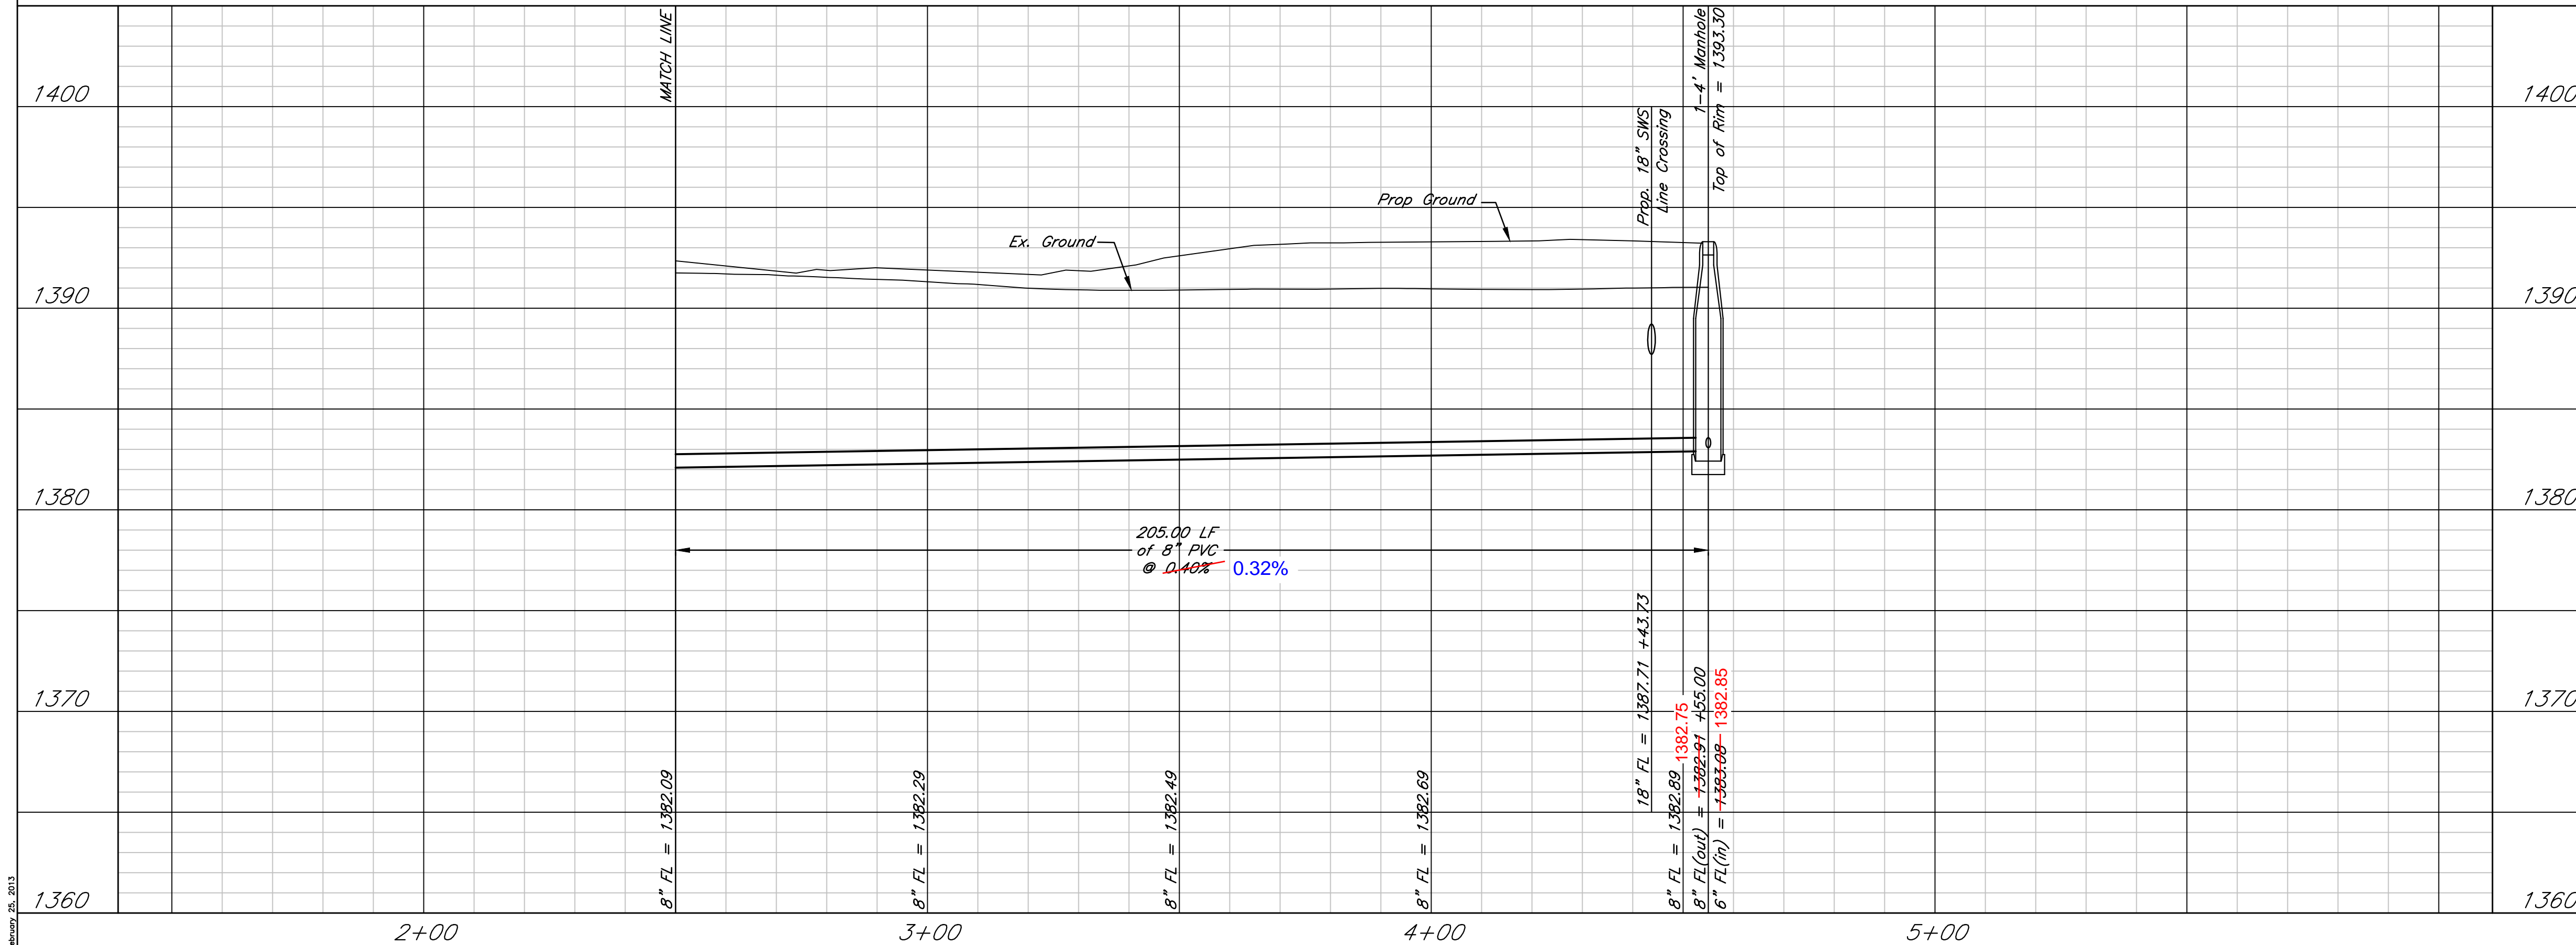 MATCH LINE
1-4' Manhole
Top of Rim = 1393.30
Prop. 18" SWS
Line Crossing
1400
1400
Prop Ground
Ex. Ground
1390
1390
1380
1380
205.00 LF
of 8" PVC
@ 0.40% 0.32%
1370
1370
8" FL = 1382.09
8" FL = 1382.29
8" FL = 1382.49
8" FL = 1382.69
18" FL = 1387.71 +43.73
8" FL = 1382.89
1382.75
8" FL(out) = 1382.91 +55.00
6" FL(in) = 1383.08 1382.85
1360
1360
ebruary 25, 2013
2+00
3+00
4+00
5+00